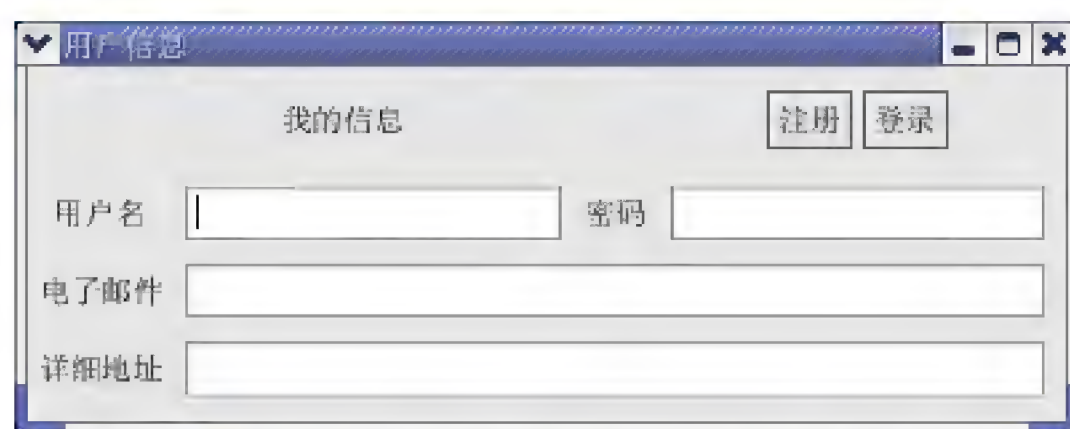 用户信息
我的信息 注册 登录
用户名 密码
电子邮件
详细地址